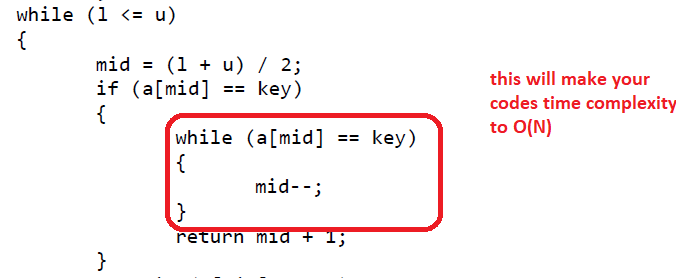 while (l <= u)
{
mid = (l + u) / 2;
if (a[mid] == key)
{
while (a[mid] == key)
{
mid--;
}
return mid + 1;
}
this will make your
codes time complexity
to O(N)